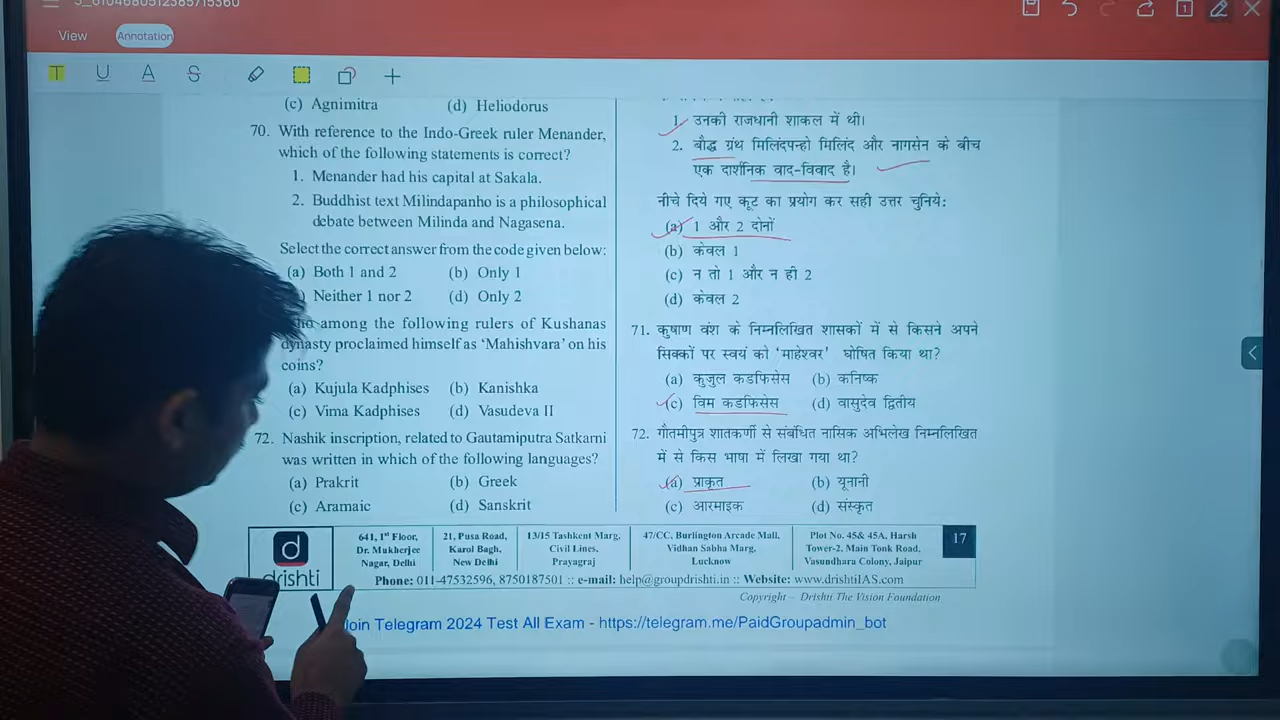 5_6104680512385715360
View
Annotation
T U A S
1
(c) Agnimitra (d) Heliodorus
70. With reference to the Indo-Greek ruler Menander,
which of the following statements is correct?
1. Menander had his capital at Sakala.
2. Buddhist text Milindapanho is a philosophical
debate between Milinda and Nagasena.
Select the correct answer from the code given below:
(a) Both 1 and 2 (b) Only 1
Neither 1 nor 2 (d) Only 2
among the following rulers of Kushanas
dynasty proclaimed himself as ‘Mahishvara’ on his
coins?
(a) Kujula Kadphises (b) Kanishka
(c) Vima Kadphises (d) Vasudeva II
72. Nashik inscription, related to Gautamiputra Satkarni
was written in which of the following languages?
(a) Prakrit (b) Greek
(c) Aramaic (d) Sanskrit
1. उनकी राजधानी शाकल में थी।
2. बौद्ध ग्रंथ मिलिंदपन्हो मिलिंद और नागसेन के बीच
एक दार्शनिक वाद-विवाद है।
नीचे दिये गए कूट का प्रयोग कर सही उत्तर चुनिये:
(a) 1 और 2 दोनों
(b) केवल 1
(c) न तो 1 और न ही 2
(d) केवल 2
71. कुषाण वंश के निम्नलिखित शासकों में से किसने अपने
सिक्कों पर स्वयं को 'माहेश्वर' घोषित किया था?
(a) कुजुल कडफिसेस (b) कनिष्क
(c) विम कडफिसेस (d) वासुदेव द्वितीय
72. गौतमीपुत्र शातकर्णी से संबंधित नासिक अभिलेख निम्नलिखित
में से किस भाषा में लिखा गया था?
(a) प्राकृत (b) यूनानी
(c) आरमाइक (d) संस्कृत
d
drishti
641, 1st Floor,
Dr. Mukherjee
Nagar, Delhi
21, Pusa Road,
Karol Bagh,
New Delhi
13/15 Tashkent Marg,
Civil Lines,
Prayagraj
47/CC, Burlington Arcade Mall,
Vidhan Sabha Marg,
Lucknow
Plot No. 45& 45A, Harsh
Tower-2, Main Tonk Road,
Vasundhara Colony, Jaipur
17
Phone: 011-47532596, 8750187501 :: e-mail: help@groupdrishti.in :: Website: www.drishtiIAS.com
Copyright – Drishti The Vision Foundation
Join Telegram 2024 Test All Exam - https://telegram.me/PaidGroupadmin_bot